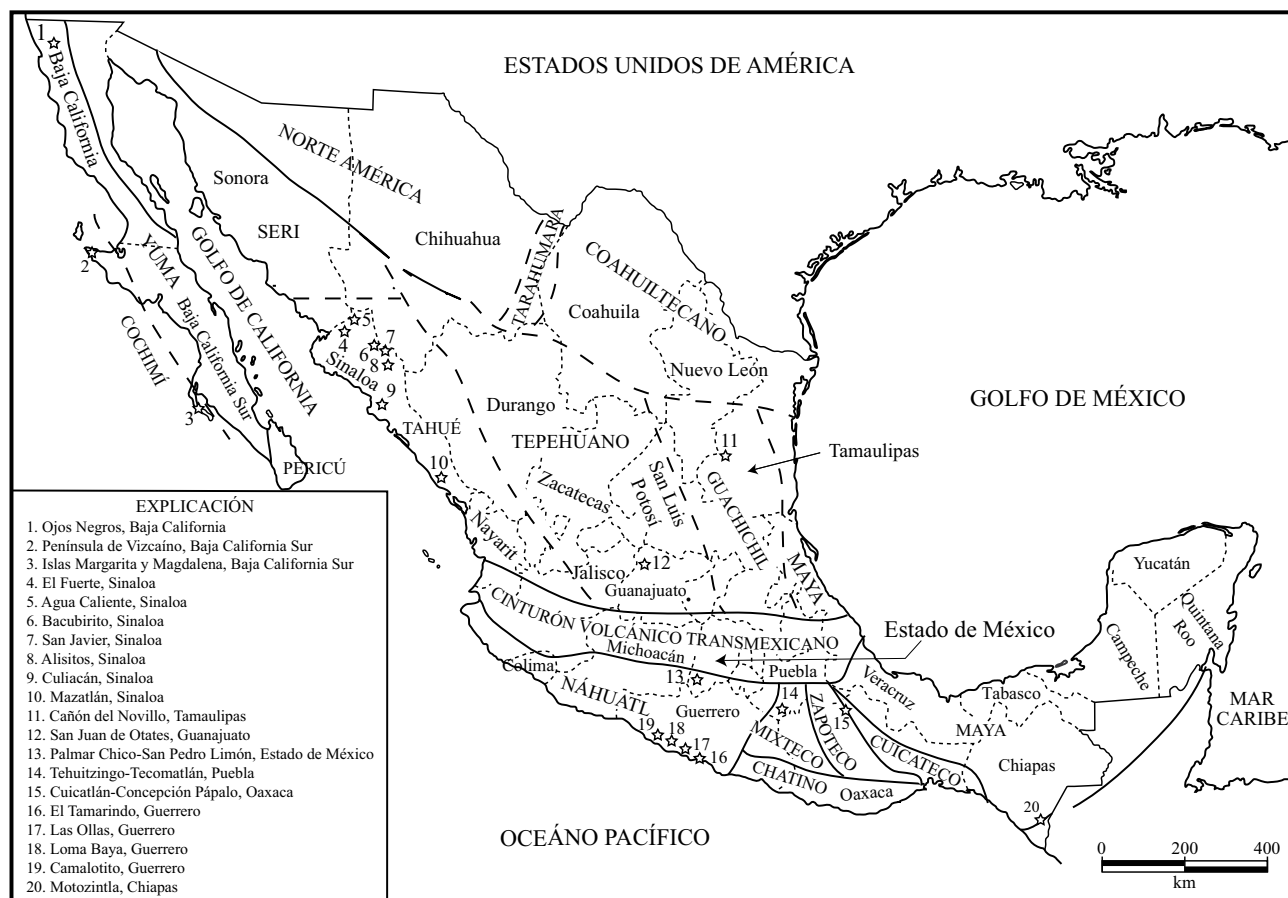 ESTADOS UNIDOS DE AMÉRICA
1
Baja California
NORTE AMÉRICA
Sonora
SERI
Chihuahua
TARAHUMARA
COAHUILTECANO
Coahuila
Nuevo León
GOLFO DE CALIFORNIA
YUMA
2
COCHIMÍ
Baja California Sur
3
PERICÚ
5
4
6
7
8
Sinaloa
9
TAHUÉ
10
Durango
TEPEHUANO
Zacatecas
San Luis
Potosí
11
GUACHICHIL
Tamaulipas
GOLFO DE MÉXICO
Nayarit
12
Jalisco
Guanajuato
MAYA
CINTURÓN VOLCÁNICO TRANSMEXICANO
Michoacán
Estado de México
Colima
Puebla
NÁHUATL
13
Guerrero
14
15
MIXTECO
ZAPOTECO
CUICATECO
CHATINO
Oaxaca
19
18
17
16
Veracruz
Tabasco
MAYA
Chiapas
20
Yucatán
Campeche
Quintana
Roo
MAR
CARIBE
OCEÁNO PACÍFICO
0
200
400
km
EXPLICACIÓN
1. Ojos Negros, Baja California
2. Península de Vizcaíno, Baja California Sur
3. Islas Margarita y Magdalena, Baja California Sur
4. El Fuerte, Sinaloa
5. Agua Caliente, Sinaloa
6. Bacubirito, Sinaloa
7. San Javier, Sinaloa
8. Alisitos, Sinaloa
9. Culiacán, Sinaloa
10. Mazatlán, Sinaloa
11. Cañón del Novillo, Tamaulipas
12. San Juan de Otates, Guanajuato
13. Palmar Chico-San Pedro Limón, Estado de México
14. Tehuitzingo-Tecomatlán, Puebla
15. Cuicatlán-Concepción Pápalo, Oaxaca
16. El Tamarindo, Guerrero
17. Las Ollas, Guerrero
18. Loma Baya, Guerrero
19. Camalotito, Guerrero
20. Motozintla, Chiapas